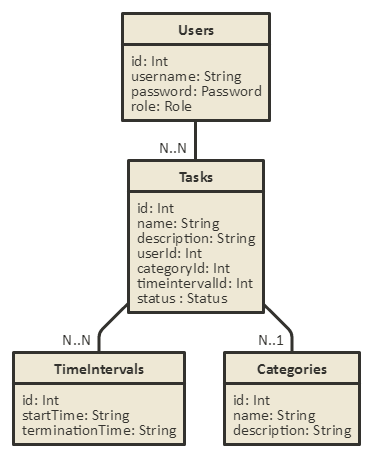 Users
id: Int
username: String
password: Password
role: Role
N..N
Tasks
id: Int
name: String
description: String
userId: Int
categoryId: Int
timeintervalId: Int
status : Status
N..N
N..1
TimeIntervals
id: Int
startTime: String
terminationTime: String
Categories
id: Int
name: String
description: String